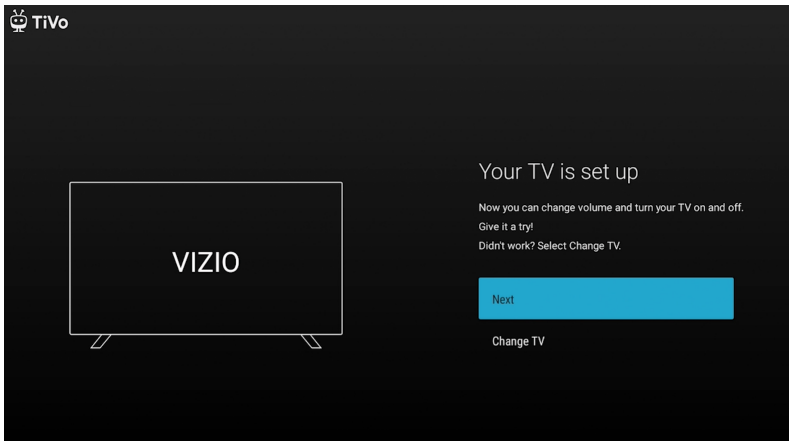 TiVo
Your TV is set up
Now you can change volume and turn your TV on and off.
Give it a try!
Didn't work? Select Change TV.
VIZIO
Next
Change TV